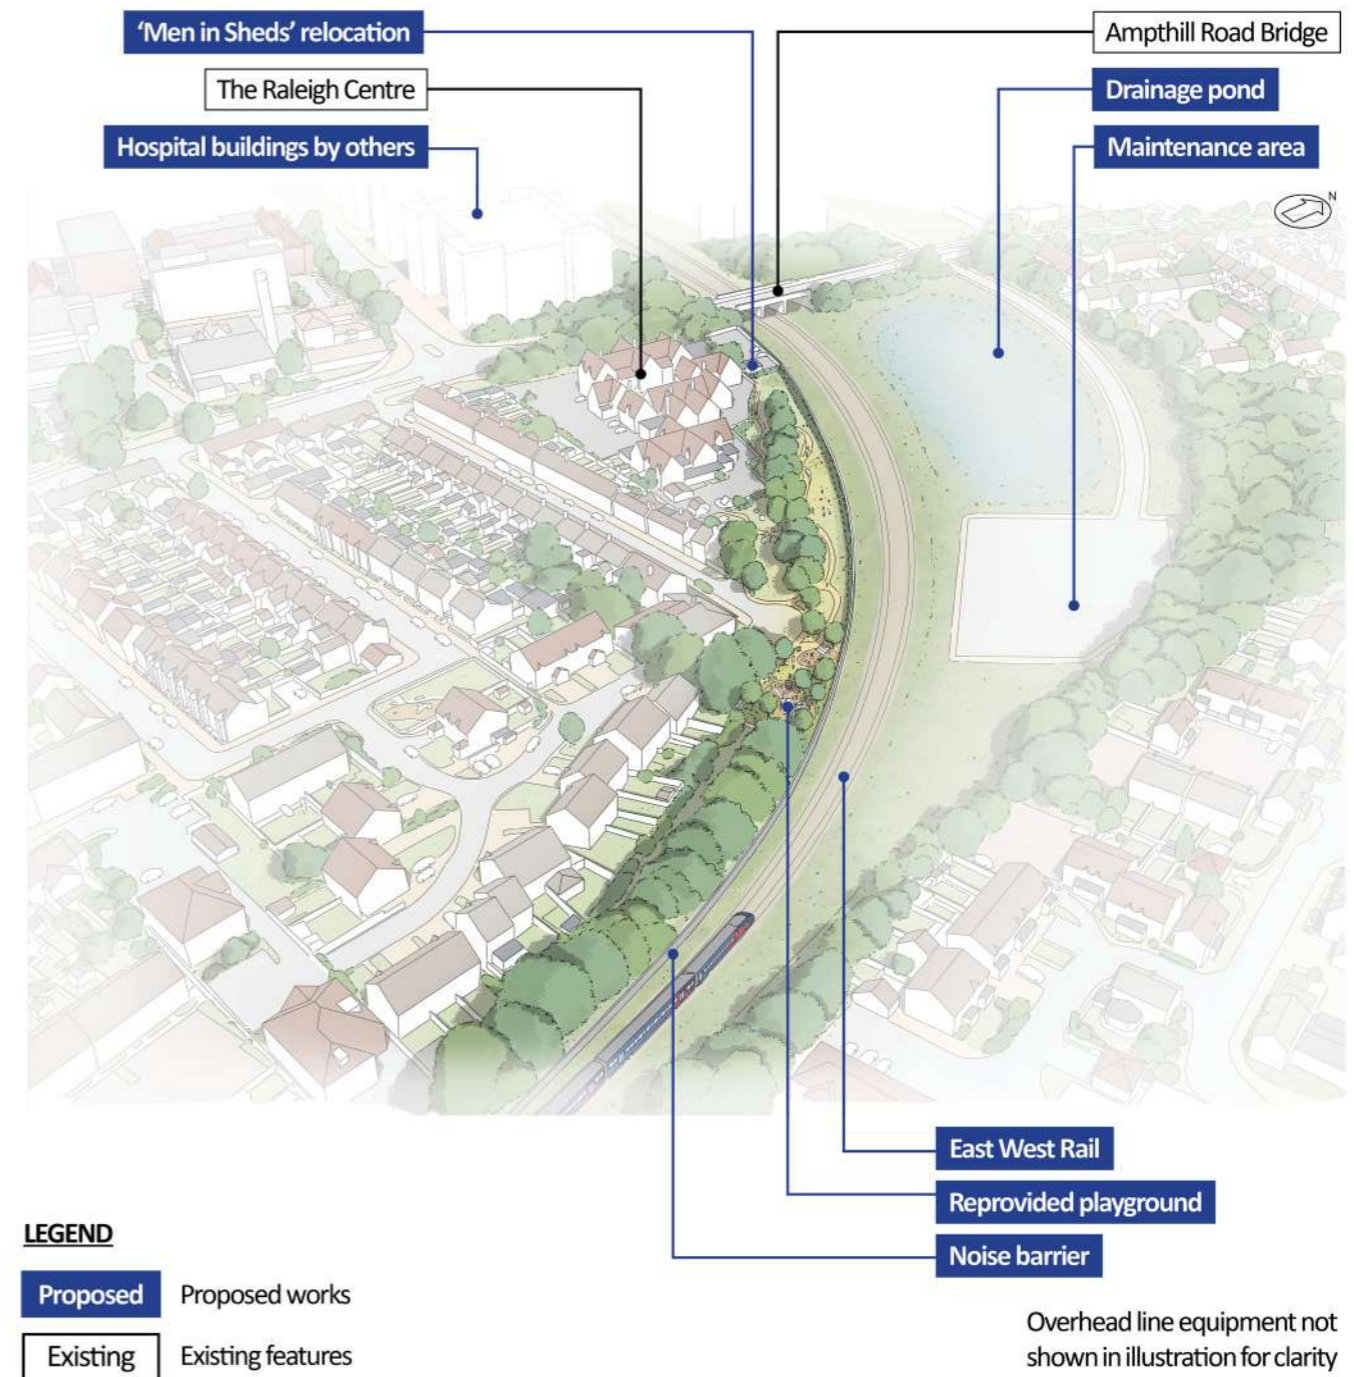 ‘Men in Sheds’ relocation
Ampthill Road Bridge
The Raleigh Centre
Drainage pond
Hospital buildings by others
Maintenance area
N
East West Rail
Reprovided playground
Noise barrier
LEGEND
Proposed Proposed works
Existing Existing features
Overhead line equipment not
shown in illustration for clarity